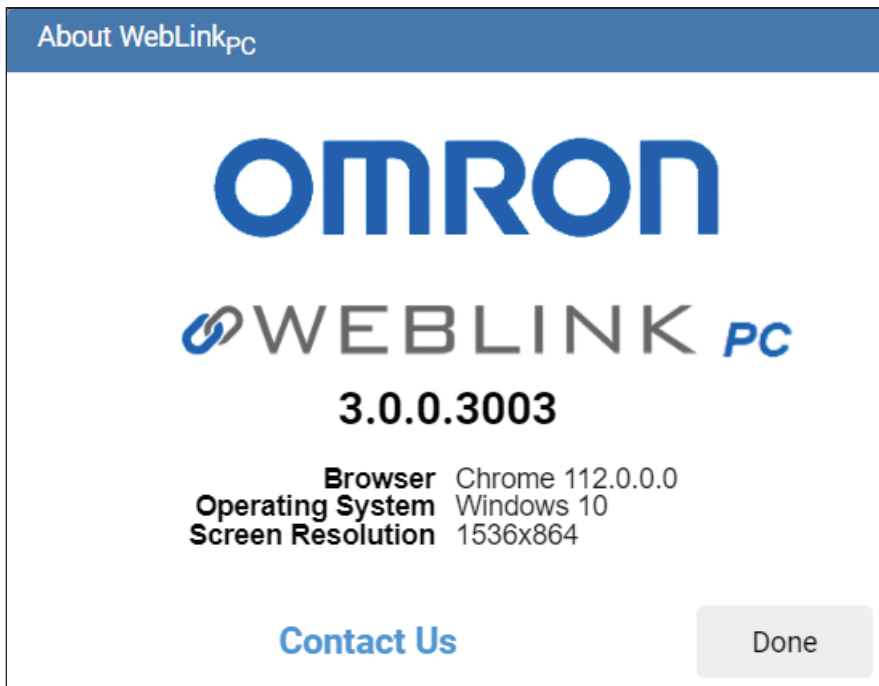 About WebLinkPC
OMRON
WEBLINK PC
3.0.0.3003
Browser Chrome 112.0.0.0
Operating System Windows 10
Screen Resolution 1536x864
Contact Us
Done